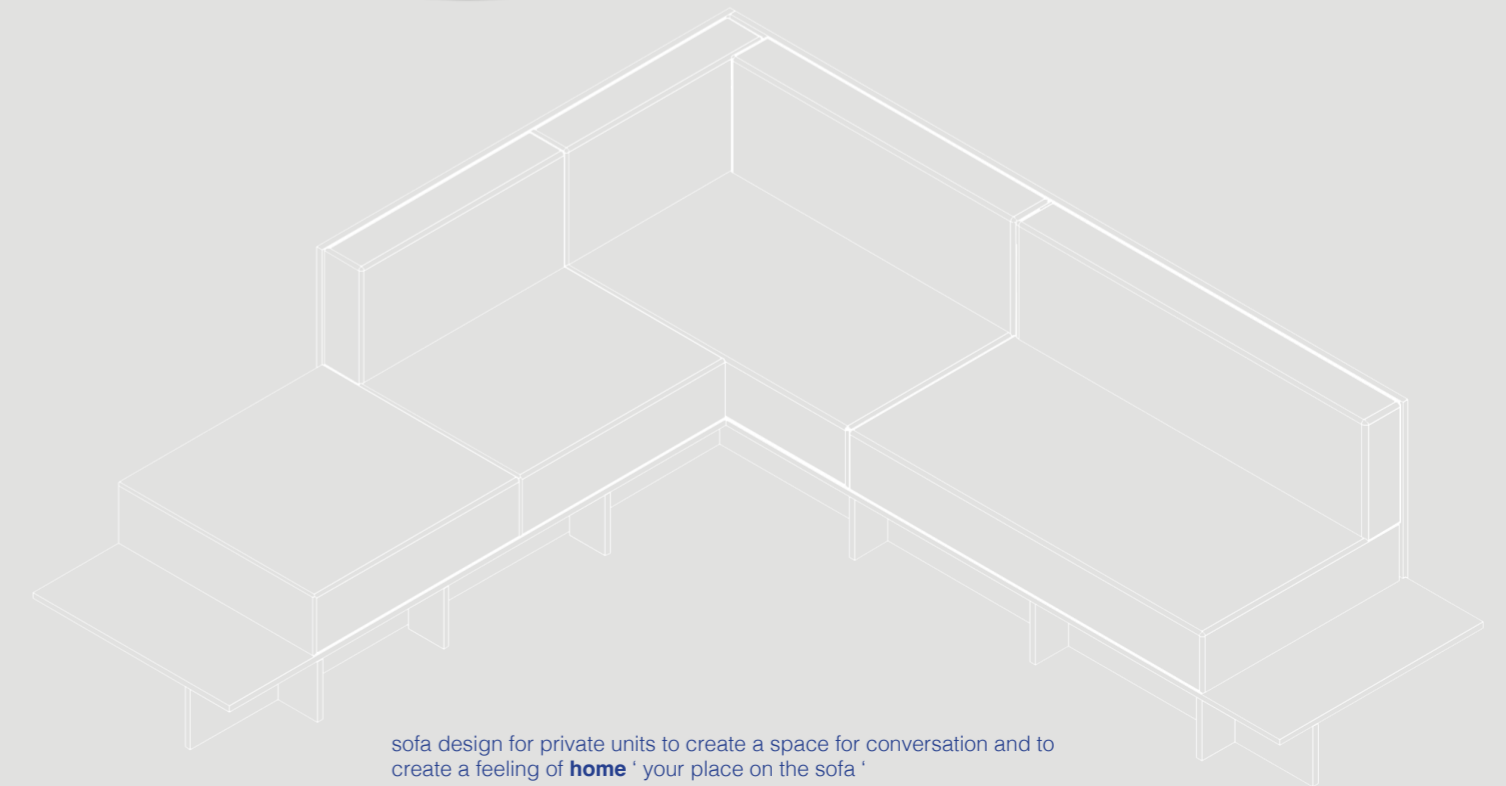 sofa design for private units to create a space for conversation and to
create a feeling of home ‘ your place on the sofa ‘